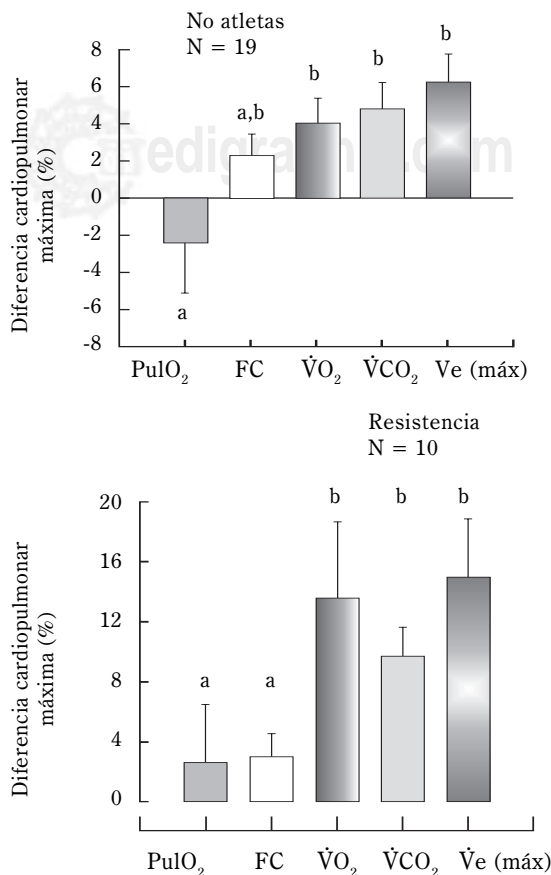 No atletas
N = 19
Diferencia cardiopulmonar
máxima (%)
8
6
4
2
0
-2
-4
-6
-8
a
a,b
b
b
b
PulO₂ FC V̇O₂ V̇CO₂ Ve (máx)
Resistencia
N = 10
Diferencia cardiopulmonar
máxima (%)
20
16
12
8
4
0
a
a
b
b
b
PulO₂ FC V̇O₂ V̇CO₂ V̇e (máx)